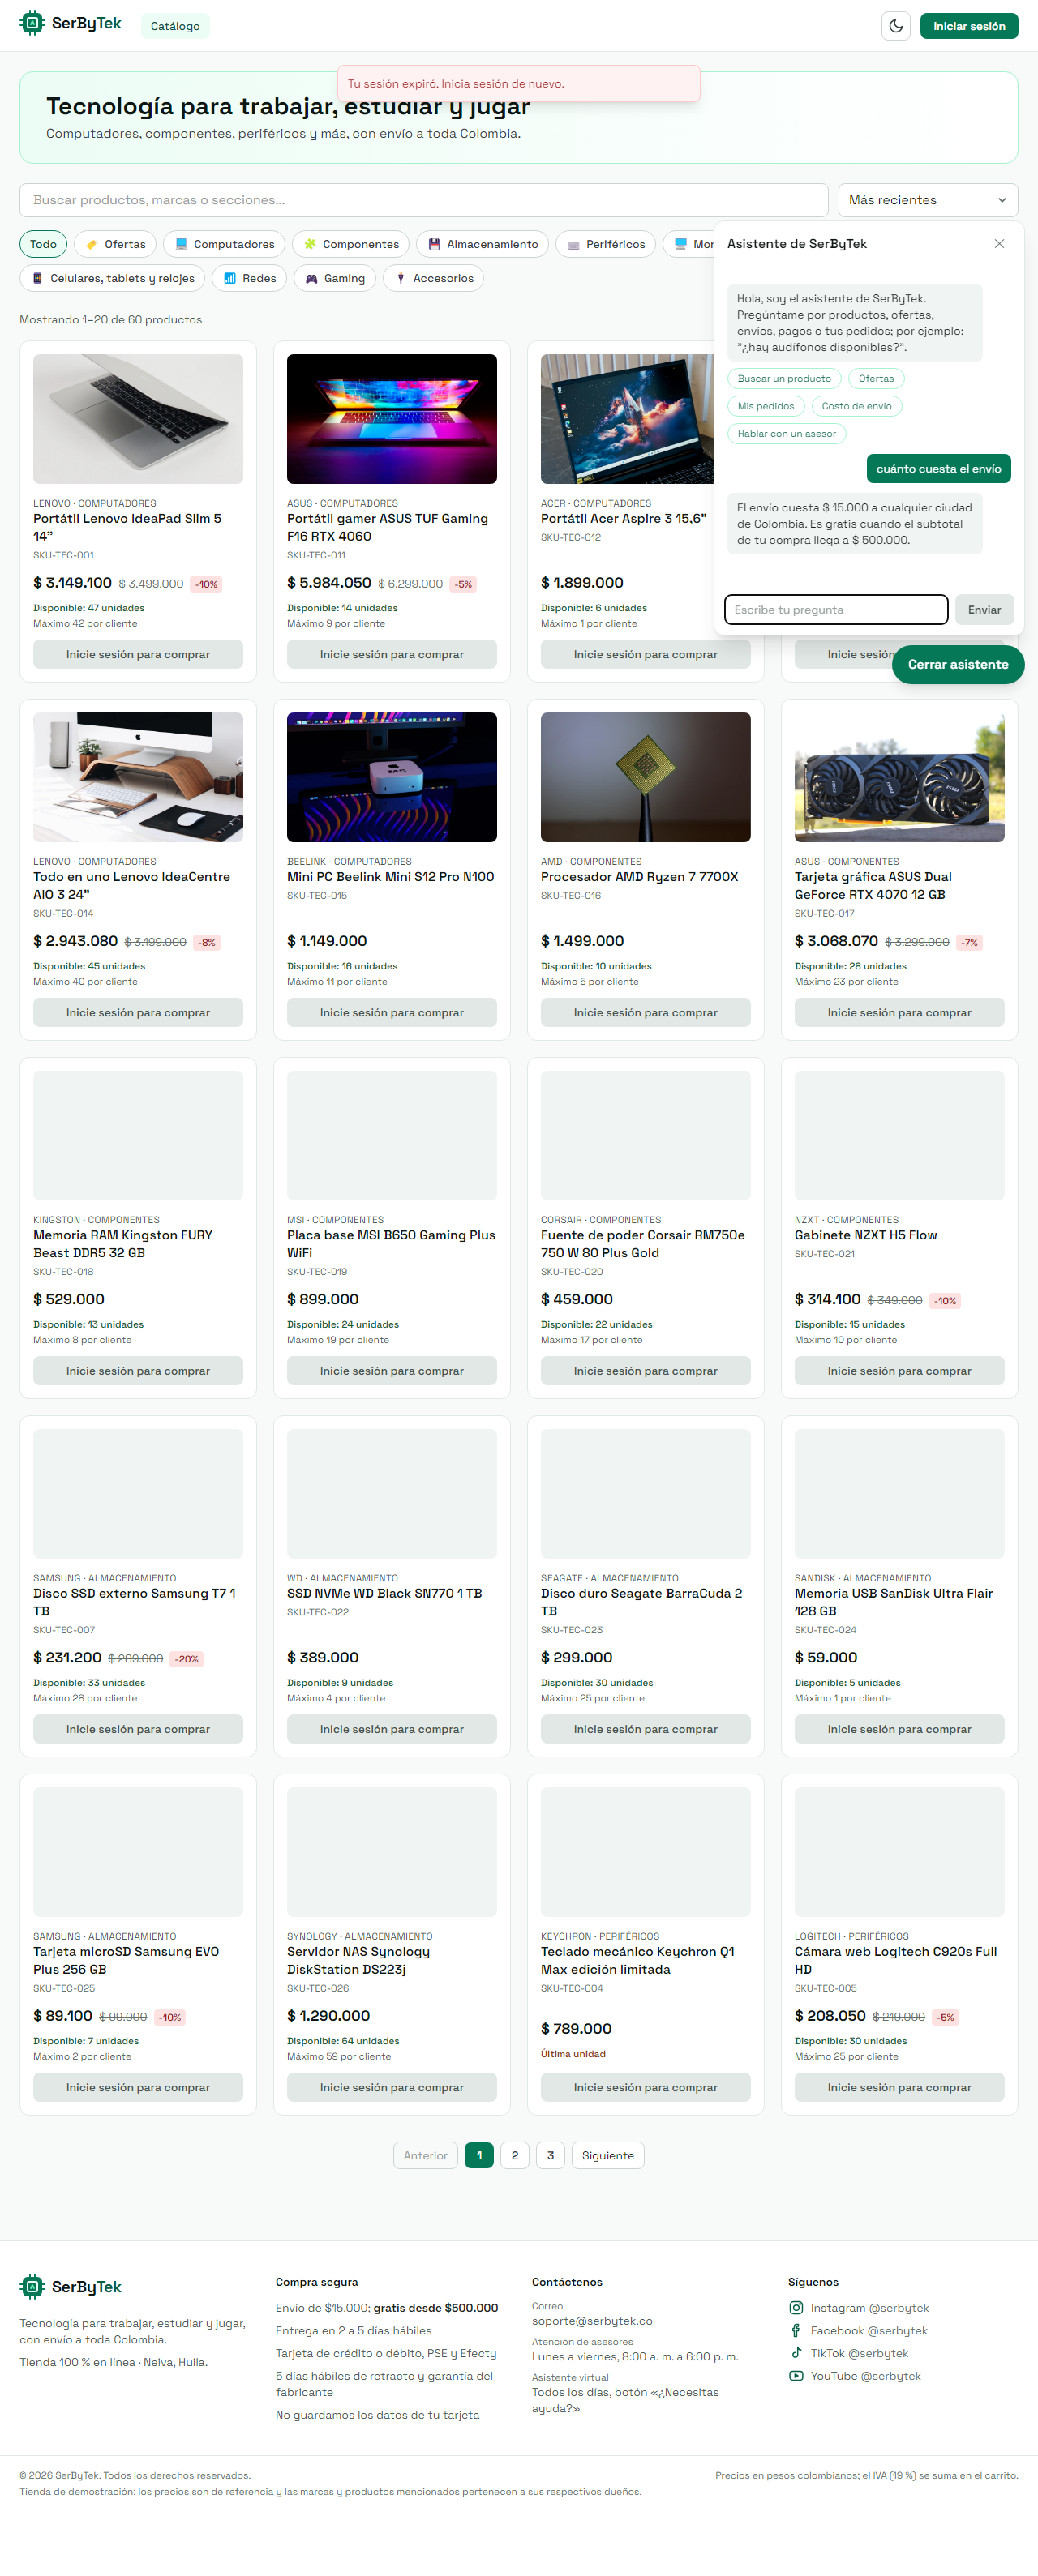 SerByTek
Catálogo
Iniciar sesión
Tu sesión expiró. Inicia sesión de nuevo.
Tecnología para trabajar, estudiar y jugar
Computadores, componentes, periféricos y más, con envío a toda Colombia.
Buscar productos, marcas o secciones...
Más recientes
Todo
Ofertas
Computadores
Componentes
Almacenamiento
Periféricos
Celulares, tablets y relojes
Redes
Gaming
Accesorios
Mostrando 1–20 de 60 productos
Asistente de SerByTek
Hola, soy el asistente de SerByTek.
Pregúntame por productos, ofertas,
envíos, pagos o tus pedidos; por ejemplo:
"¿hay audífonos disponibles?".
Buscar un producto
Ofertas
Mis pedidos
Costo de envío
Hablar con un asesor
cuánto cuesta el envío
El envío cuesta $ 15.000 a cualquier ciudad
de Colombia. Es gratis cuando el subtotal
de tu compra llega a $ 500.000.
Escribe tu pregunta
Enviar
Cerrar asistente
LENOVO · COMPUTADORES
Portátil Lenovo IdeaPad Slim 5
14"
SKU-TEC-001
$ 3.149.100 $ 3.499.000 -10%
Disponible: 47 unidades
Máximo 42 por cliente
Inicie sesión para comprar
ASUS · COMPUTADORES
Portátil gamer ASUS TUF Gaming
F16 RTX 4060
SKU-TEC-011
$ 5.984.050 $ 6.299.000 -5%
Disponible: 14 unidades
Máximo 9 por cliente
Inicie sesión para comprar
ACER · COMPUTADORES
Portátil Acer Aspire 3 15,6"
SKU-TEC-012
$ 1.899.000
Disponible: 6 unidades
Máximo 1 por cliente
Inicie sesión para comprar
Inicie sesión
LENOVO · COMPUTADORES
Todo en uno Lenovo IdeaCentre
AIO 3 24"
SKU-TEC-014
$ 2.943.080 $ 3.199.000 -8%
Disponible: 45 unidades
Máximo 40 por cliente
Inicie sesión para comprar
BEELINK · COMPUTADORES
Mini PC Beelink Mini S12 Pro N100
SKU-TEC-015
$ 1.149.000
Disponible: 16 unidades
Máximo 11 por cliente
Inicie sesión para comprar
AMD · COMPONENTES
Procesador AMD Ryzen 7 7700X
SKU-TEC-016
$ 1.499.000
Disponible: 10 unidades
Máximo 5 por cliente
Inicie sesión para comprar
ASUS · COMPONENTES
Tarjeta gráfica ASUS Dual
GeForce RTX 4070 12 GB
SKU-TEC-017
$ 3.068.070 $ 3.299.000 -7%
Disponible: 28 unidades
Máximo 23 por cliente
Inicie sesión para comprar
KINGSTON · COMPONENTES
Memoria RAM Kingston FURY
Beast DDR5 32 GB
SKU-TEC-018
$ 529.000
Disponible: 13 unidades
Máximo 8 por cliente
Inicie sesión para comprar
MSI · COMPONENTES
Placa base MSI B650 Gaming Plus
WiFi
SKU-TEC-019
$ 899.000
Disponible: 24 unidades
Máximo 19 por cliente
Inicie sesión para comprar
CORSAIR · COMPONENTES
Fuente de poder Corsair RM750e
750 W 80 Plus Gold
SKU-TEC-020
$ 459.000
Disponible: 22 unidades
Máximo 17 por cliente
Inicie sesión para comprar
NZXT · COMPONENTES
Gabinete NZXT H5 Flow
SKU-TEC-021
$ 314.100 $ 349.000 -10%
Disponible: 15 unidades
Máximo 10 por cliente
Inicie sesión para comprar
SAMSUNG · ALMACENAMIENTO
Disco SSD externo Samsung T7 1
TB
SKU-TEC-007
$ 231.200 $ 289.000 -20%
Disponible: 33 unidades
Máximo 28 por cliente
Inicie sesión para comprar
WD · ALMACENAMIENTO
SSD NVMe WD Black SN770 1 TB
SKU-TEC-022
$ 389.000
Disponible: 9 unidades
Máximo 4 por cliente
Inicie sesión para comprar
SEAGATE · ALMACENAMIENTO
Disco duro Seagate BarraCuda 2
TB
SKU-TEC-023
$ 299.000
Disponible: 30 unidades
Máximo 25 por cliente
Inicie sesión para comprar
SANDISK · ALMACENAMIENTO
Memoria USB SanDisk Ultra Flair
128 GB
SKU-TEC-024
$ 59.000
Disponible: 5 unidades
Máximo 1 por cliente
Inicie sesión para comprar
SAMSUNG · ALMACENAMIENTO
Tarjeta microSD Samsung EVO
Plus 256 GB
SKU-TEC-025
$ 89.100 $ 99.000 -10%
Disponible: 7 unidades
Máximo 2 por cliente
Inicie sesión para comprar
SYNOLOGY · ALMACENAMIENTO
Servidor NAS Synology
DiskStation DS223j
SKU-TEC-026
$ 1.290.000
Disponible: 64 unidades
Máximo 59 por cliente
Inicie sesión para comprar
KEYCHRON · PERIFÉRICOS
Teclado mecánico Keychron Q1
Max edición limitada
SKU-TEC-004
$ 789.000
Última unidad
Inicie sesión para comprar
LOGITECH · PERIFÉRICOS
Cámara web Logitech C920s Full
HD
SKU-TEC-005
$ 208.050 $ 219.000 -5%
Disponible: 30 unidades
Máximo 25 por cliente
Inicie sesión para comprar
Anterior
1
2
3
Siguiente
SerByTek
Tecnología para trabajar, estudiar y jugar,
con envío a toda Colombia.
Tienda 100 % en línea · Neiva, Huila.
Compra segura
Envío de $15.000; gratis desde $500.000
Entrega en 2 a 5 días hábiles
Tarjeta de crédito o débito, PSE y Efecty
5 días hábiles de retracto y garantía del
fabricante
No guardamos los datos de tu tarjeta
Contáctenos
Correo
soporte@serbytek.co
Atención de asesores
Lunes a viernes, 8:00 a. m. a 6:00 p. m.
Asistente virtual
Todos los días, botón «¿Necesitas
ayuda?»
Síguenos
Instagram @serbytek
Facebook @serbytek
TikTok @serbytek
YouTube @serbytek
© 2026 SerByTek. Todos los derechos reservados.
Precios en pesos colombianos; el IVA (19 %) se suma en el carrito.
Tienda de demostración: los precios son de referencia y las marcas y productos mencionados pertenecen a sus respectivos dueños.